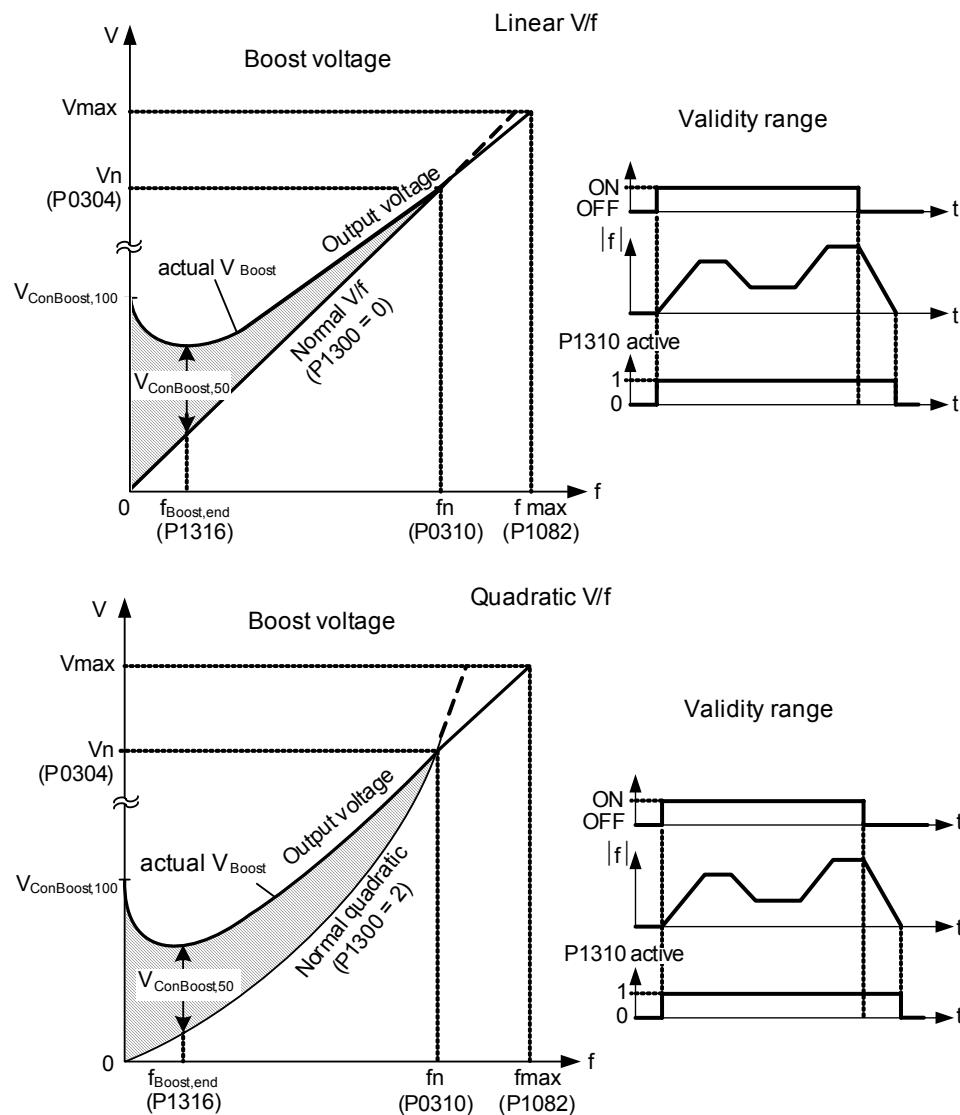 Linear V/f
V
Boost voltage
Vmax
Vn
(P0304)
Output voltage
actual V Boost
VConBoost,100
Normal V/f
(P1300 = 0)
VConBoost,50
0
fBoost,end
(P1316)
fn
(P0310)
f max
(P1082)
f
Validity range
ON
OFF
t
|f|
t
P1310 active
1
0
t
Quadratic V/f
V
Boost voltage
Vmax
Vn
(P0304)
Output voltage
actual V Boost
VConBoost,100
Normal quadratic
(P1300 = 2)
VConBoost,50
0
fBoost,end
(P1316)
fn
(P0310)
fmax
(P1082)
f
Validity range
ON
OFF
t
|f|
t
P1310 active
1
0
t